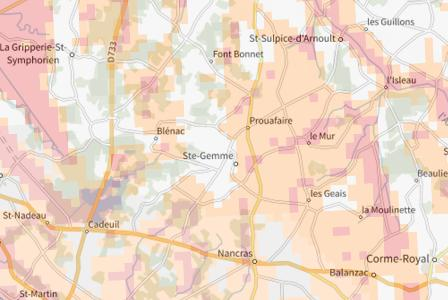 les Guillons
St-Sulpice-d'Arnoult
La Gripperie-St
Symphorien
D733
Font Bonnet
l'Isleau
Prouafaire
Blénac
le Mur
Ste-Gemme
Beaulie
les Geais
St-Nadeau
la Moulinette
Cadeuil
Nancras
Corme-Royal
Balanzac
St-Martin